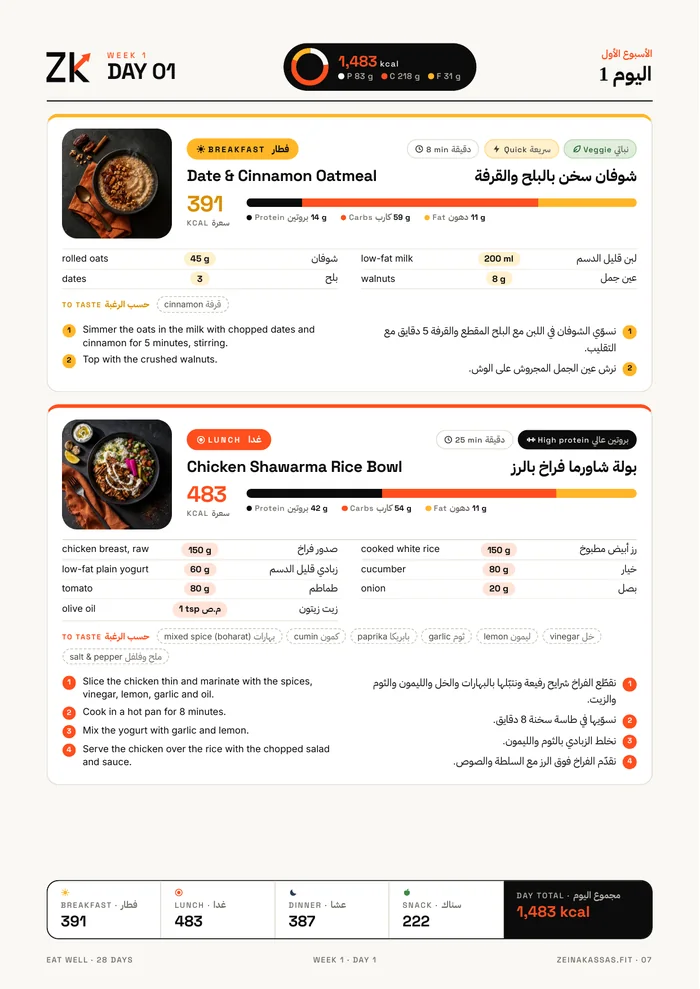 ZK
WEEK 1
DAY 01
1,483 kcal
P 83 g C 218 g F 31 g
الأسبوع الأول
اليوم 1
BREAKFAST فطار
8 min دقيقة
Quick سريعة
Veggie نباتي
Date & Cinnamon Oatmeal
شوفان سخن بالبلح والقرفة
391
KCAL سعرة
Protein بروتين 14 g Carbs كارب 59 g Fat دهون 11 g
rolled oats 45 g شوفان
low-fat milk 200 ml لبن قليل الدسم
dates 3 بلح
walnuts 8 g عين جمل
TO TASTE حسب الرغبة cinnamon قرفة
1 Simmer the oats in the milk with chopped dates and
cinnamon for 5 minutes, stirring.
2 Top with the crushed walnuts.
1 نسوّي الشوفان في اللبن مع البلح المقطع والقرفة 5 دقايق مع
التقليب.
2 نرش عين الجمل المجروش على الوش.
LUNCH غدا
25 min دقيقة
High protein بروتين عالي
Chicken Shawarma Rice Bowl
بولة شاورما فراخ بالرز
483
KCAL سعرة
Protein بروتين 42 g Carbs كارب 54 g Fat دهون 11 g
chicken breast, raw 150 g صدور فراخ
cooked white rice 150 g رز أبيض مطبوخ
low-fat plain yogurt 60 g زبادي قليل الدسم
cucumber 80 g خيار
tomato 80 g طماطم
onion 20 g بصل
olive oil 1 tsp م.ص زيت زيتون
TO TASTE حسب الرغبة mixed spice (boharat) بهارات cumin كمون paprika بابريكا garlic ثوم lemon ليمون vinegar خل
salt & pepper ملح وفلفل
1 Slice the chicken thin and marinate with the spices,
vinegar, lemon, garlic and oil.
2 Cook in a hot pan for 8 minutes.
3 Mix the yogurt with garlic and lemon.
4 Serve the chicken over the rice with the chopped salad
and sauce.
1 نقطّع الفراخ شرايح رفيعة ونتبّلها بالبهارات والخل والليمون والثوم
والزيت.
2 نسوّيها في طاسة سخنة 8 دقايق.
3 نخلط الزبادي بالثوم والليمون.
4 نقدّم الفراخ فوق الرز مع السلطة والصوص.
BREAKFAST · فطار
391
LUNCH · غدا
483
DINNER · عشا
387
SNACK · سناك
222
DAY TOTAL · مجموع اليوم
1,483 kcal
EAT WELL · 28 DAYS
WEEK 1 · DAY 1
ZEINAKASSAS.FIT · 07